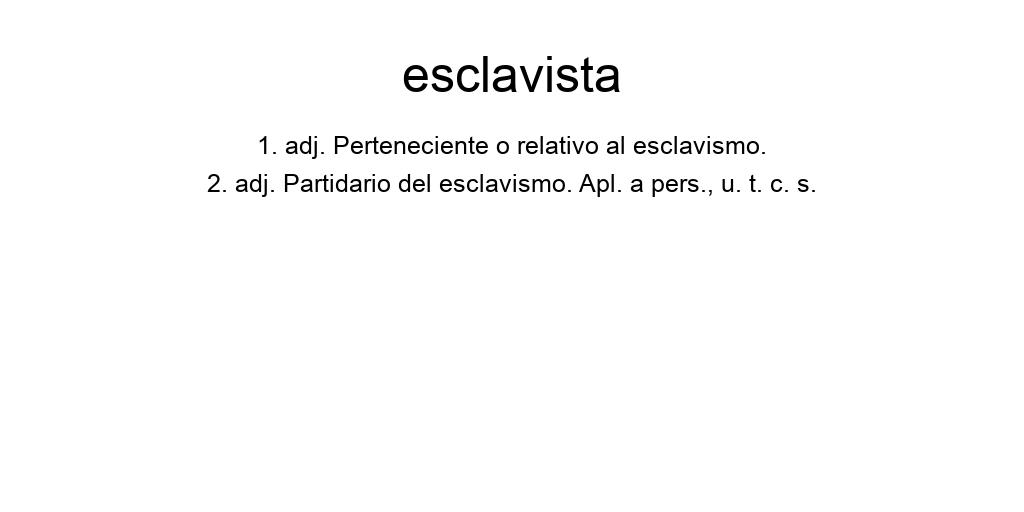 esclavista
1. adj. Perteneciente o relativo al esclavismo.
2. adj. Partidario del esclavismo. Apl. a pers., u. t. c. s.